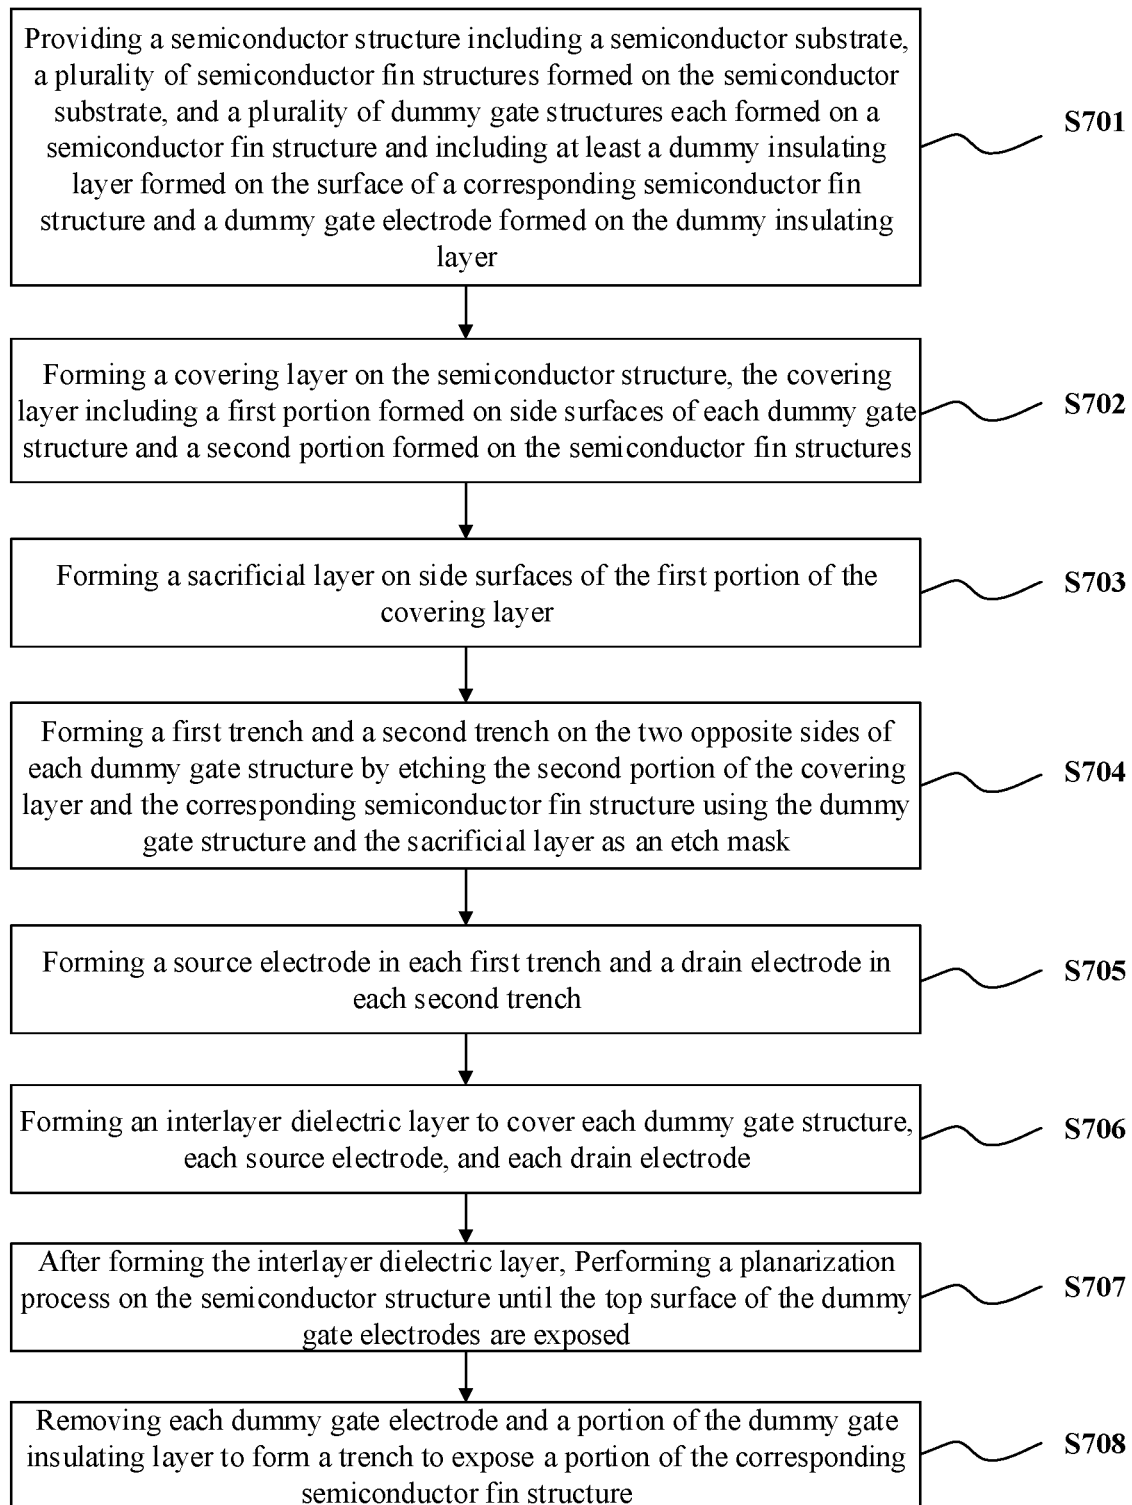 Providing a semiconductor structure including a semiconductor substrate,
a plurality of semiconductor fin structures formed on the semiconductor
substrate, and a plurality of dummy gate structures each formed on a
semiconductor fin structure and including at least a dummy insulating
layer formed on the surface of a corresponding semiconductor fin
structure and a dummy gate electrode formed on the dummy insulating
layer
S701
Forming a covering layer on the semiconductor structure, the covering
layer including a first portion formed on side surfaces of each dummy gate
structure and a second portion formed on the semiconductor fin structures
S702
Forming a sacrificial layer on side surfaces of the first portion of the
covering layer
S703
Forming a first trench and a second trench on the two opposite sides of
each dummy gate structure by etching the second portion of the covering
layer and the corresponding semiconductor fin structure using the dummy
gate structure and the sacrificial layer as an etch mask
S704
Forming a source electrode in each first trench and a drain electrode in
each second trench
S705
Forming an interlayer dielectric layer to cover each dummy gate structure,
each source electrode, and each drain electrode
S706
After forming the interlayer dielectric layer, Performing a planarization
process on the semiconductor structure until the top surface of the dummy
gate electrodes are exposed
S707
Removing each dummy gate electrode and a portion of the dummy gate
insulating layer to form a trench to expose a portion of the corresponding
semiconductor fin structure
S708